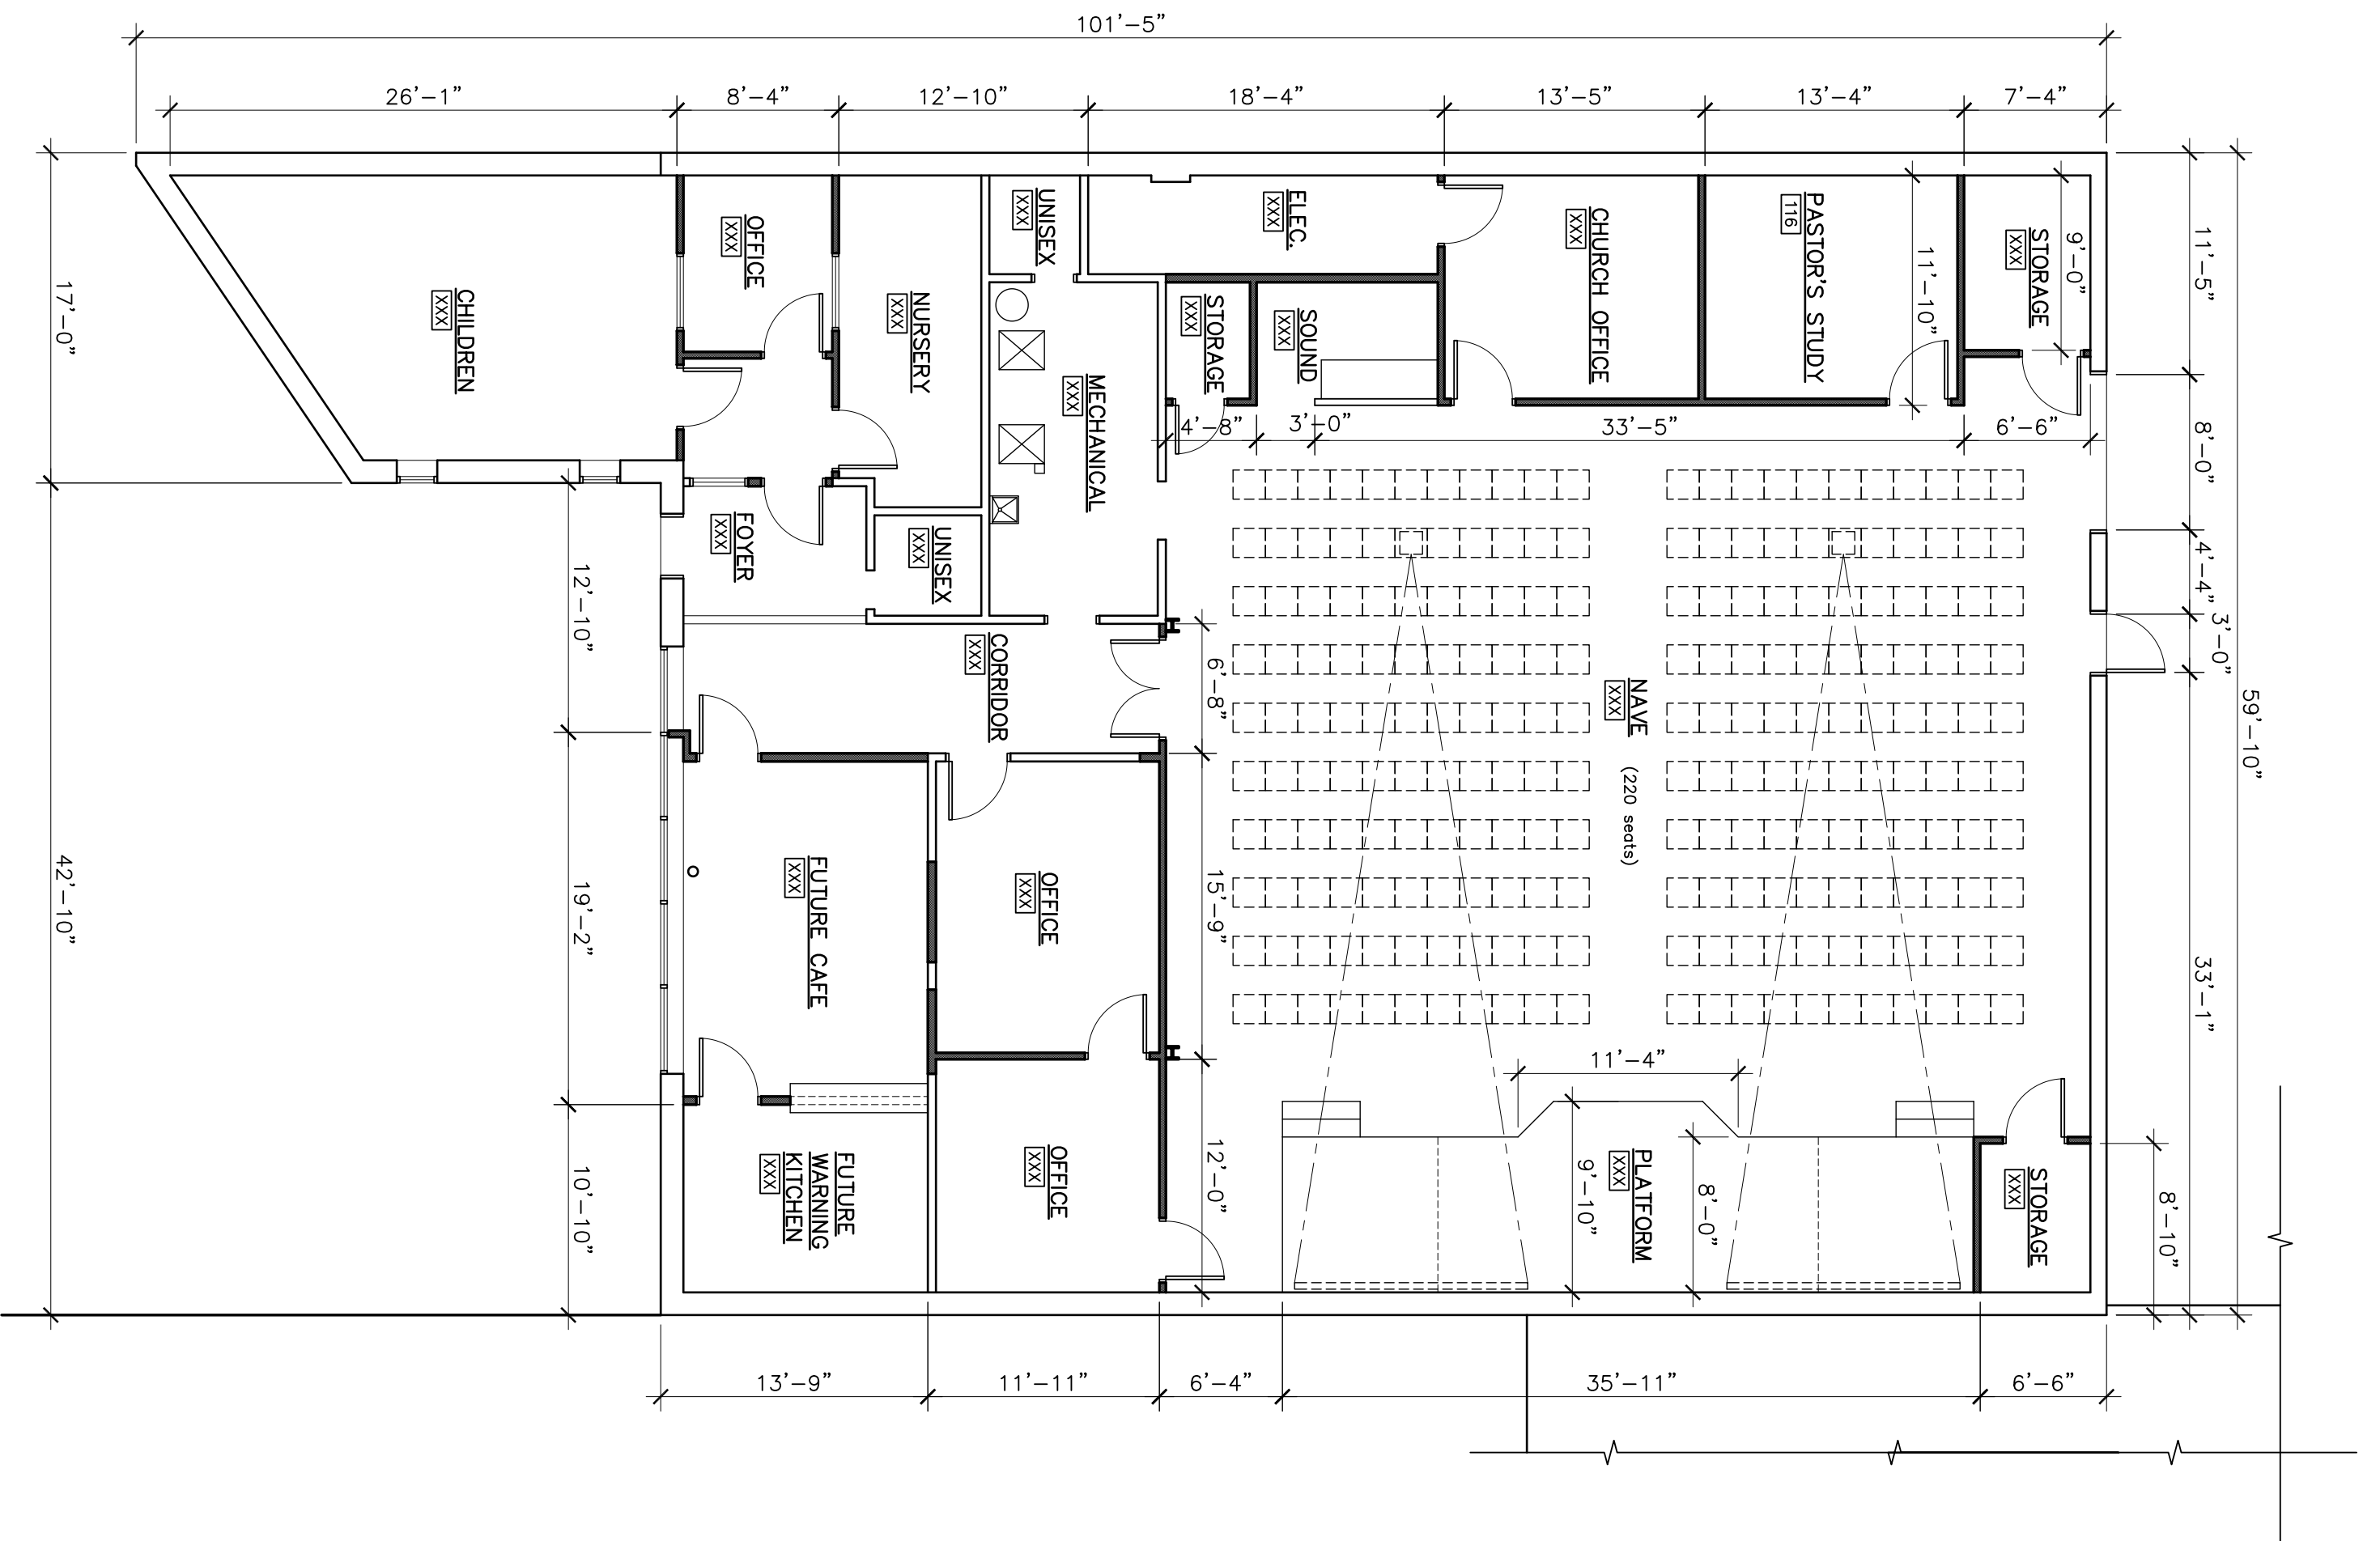 101'-5"
26'-1"
8'-4"
12'-10"
18'-4"
13'-5"
13'-4"
7'-4"
17'-0"
42'-10"
12'-10"
19'-2"
10'-10"
CHILDREN
XXX
OFFICE
XXX
NURSERY
XXX
UNISEX
XXX
ELEC.
XXX
CHURCH OFFICE
XXX
PASTOR'S STUDY
116
11'-10"
STORAGE
XXX
9'-0"
STORAGE
XXX
SOUND
XXX
MECHANICAL
XXX
4'-8"
3'-0"
33'-5"
6'-6"
FOYER
XXX
UNISEX
XXX
CORRIDOR
XXX
6'-8"
15'-9"
12'-0"
NAVE
XXX
(220 seats)
FUTURE CAFE
XXX
OFFICE
XXX
OFFICE
XXX
FUTURE
WARNING
KITCHEN
XXX
11'-4"
9'-10"
PLATFORM
XXX
8'-0"
STORAGE
XXX
8'-10"
11'-5"
8'-0"
4'-4"
3'-0"
33'-1"
59'-10"
13'-9"
11'-11"
6'-4"
35'-11"
6'-6"